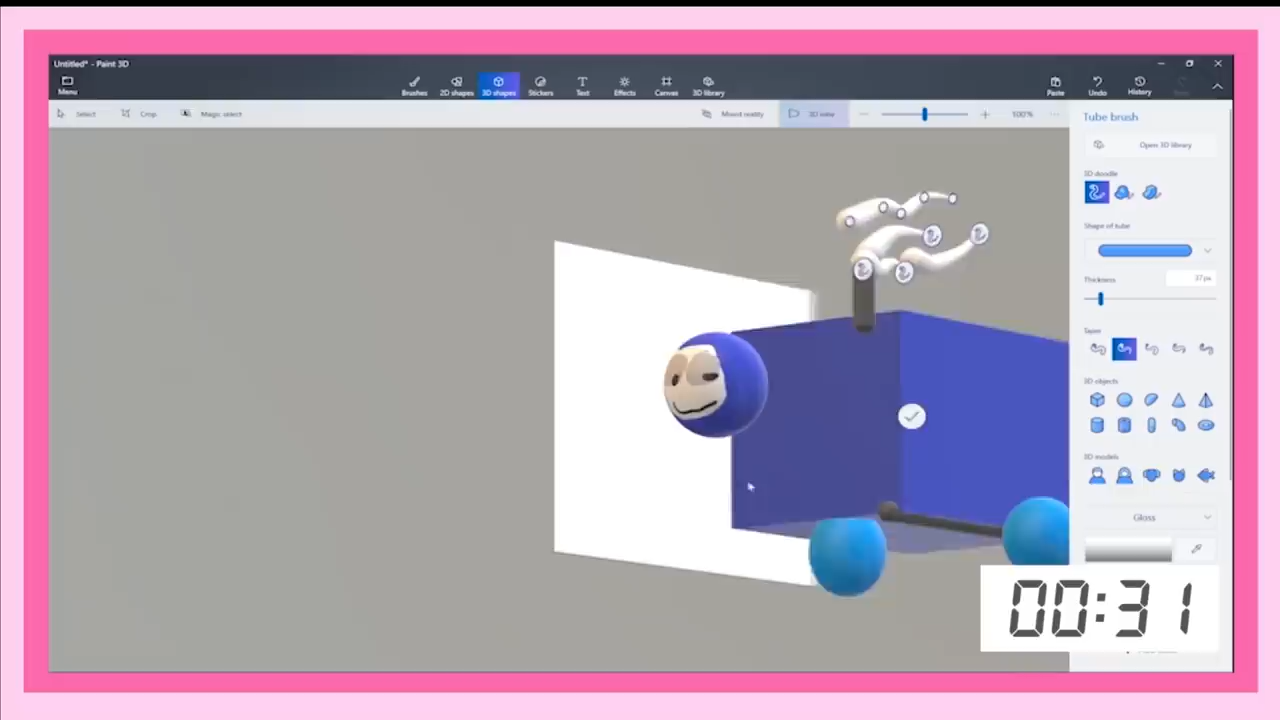 Untitled* - Paint 3D
Menu
Brushes
2D shapes
3D shapes
Stickers
Text
Effects
Canvas
3D library
Paste
Undo
History
Select
Crop
Magic select
Mixed reality
3D view
100%
Tube brush
Open 3D library
3D doodle
Shape of tube
Thickness
37px
Taper
3D objects
3D models
Gloss
00:31